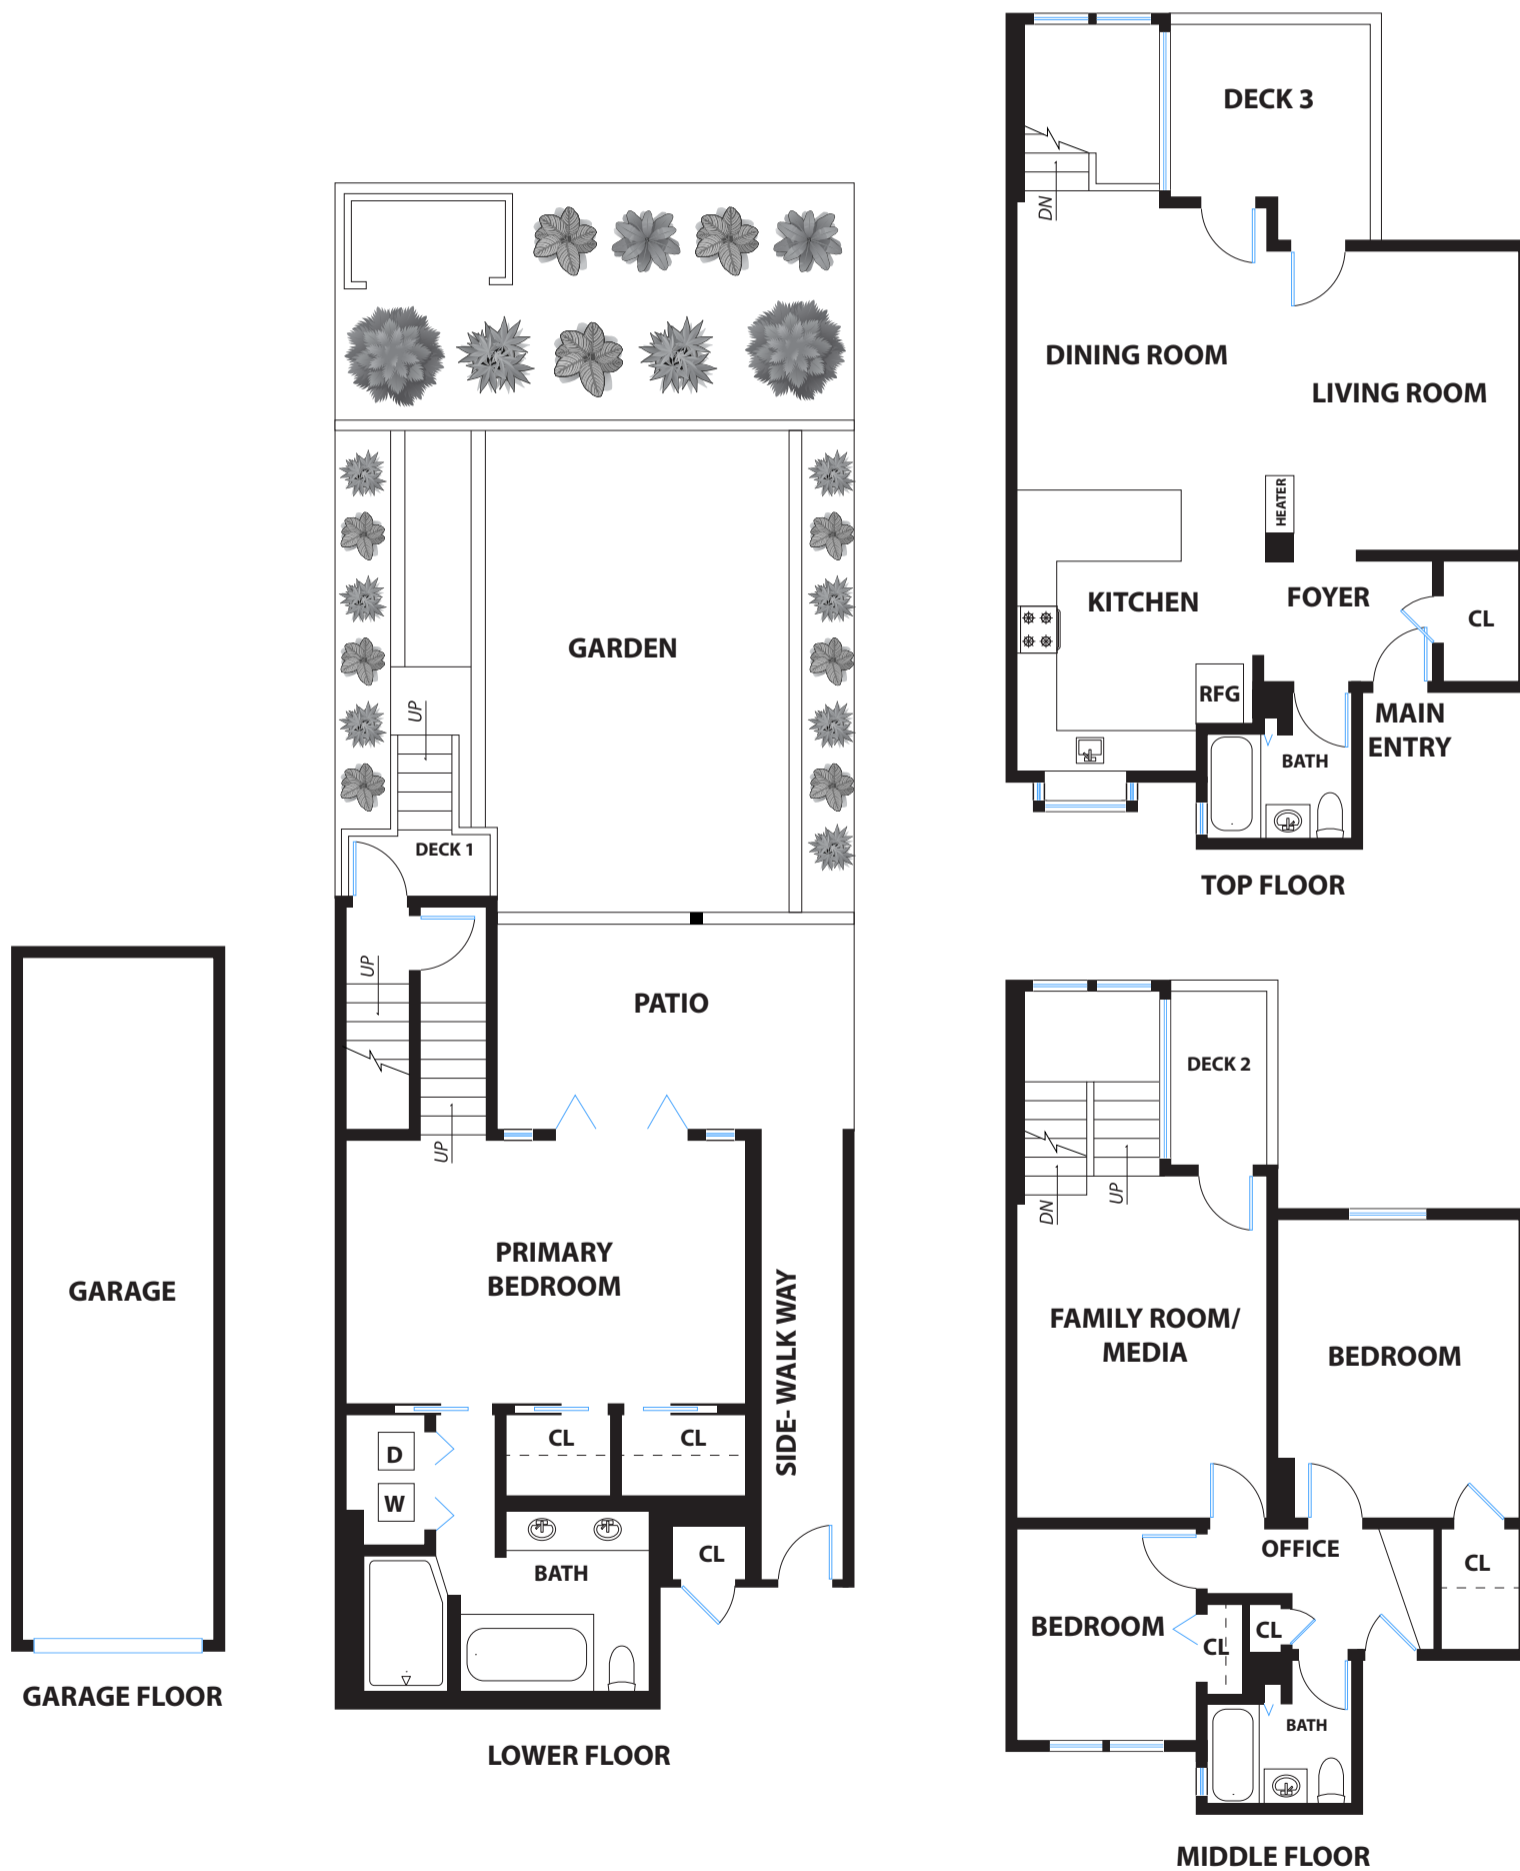 DECK 3
DN
DINING ROOM
LIVING ROOM
HEATER
KITCHEN
FOYER
CL
RFG
MAIN
ENTRY
BATH
TOP FLOOR
GARDEN
UP
DECK 1
UP
PATIO
UP
PRIMARY
BEDROOM
SIDE- WALK WAY
CL
CL
D
W
BATH
CL
LOWER FLOOR
GARAGE
GARAGE FLOOR
DECK 2
DN
UP
FAMILY ROOM/
MEDIA
BEDROOM
OFFICE
CL
BEDROOM
CL
CL
BATH
MIDDLE FLOOR